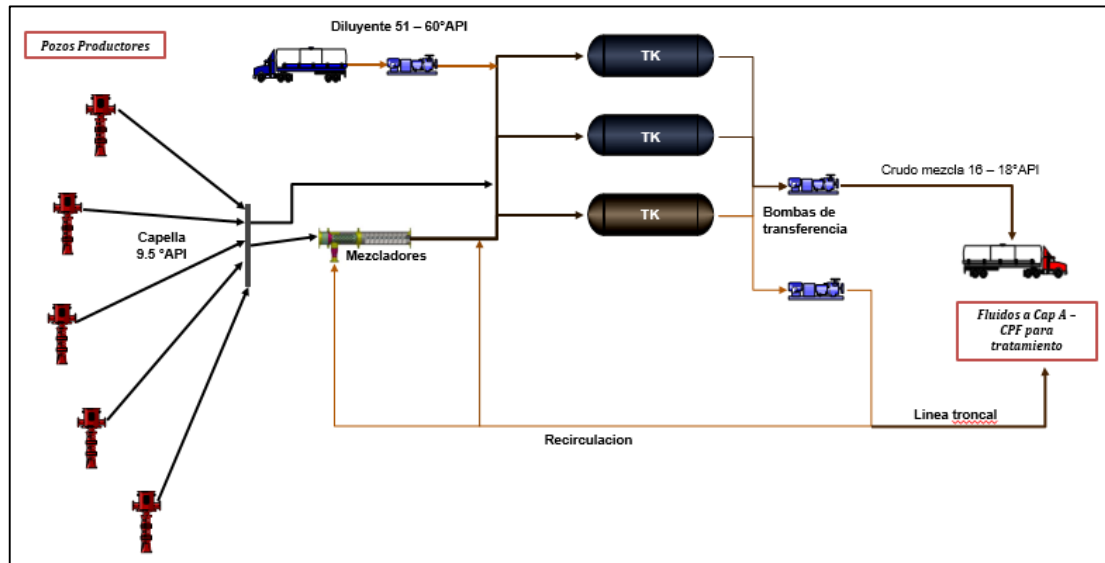 Pozos Productores
Diluyente 51 – 60°API
TK
TK
TK
Capella
9.5 °API
Mezcladores
Bombas de
transferencia
Crudo mezcla 16 – 18°API
Fluidos a Cap A –
CPF para
tratamiento
Linea troncal
Recirculacion